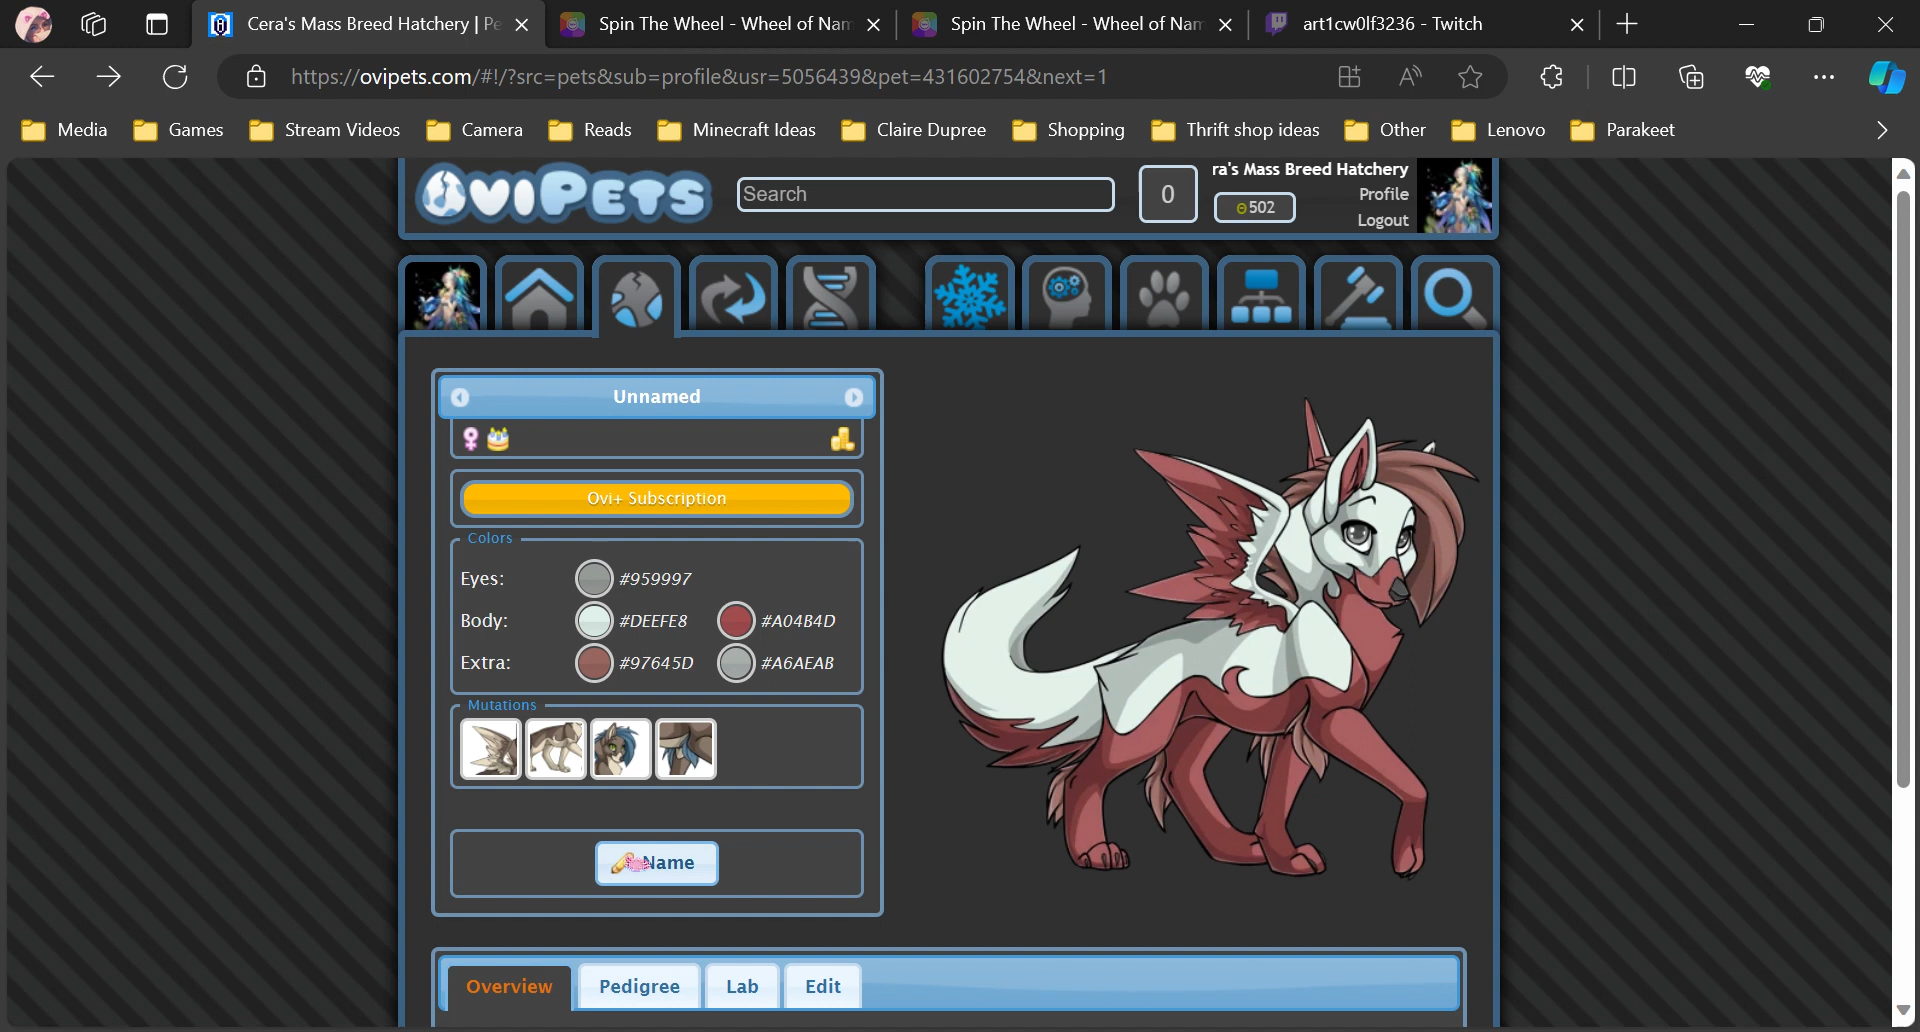 Cera's Mass Breed Hatchery | Pe
Spin The Wheel - Wheel of Nam
Spin The Wheel - Wheel of Nam
art1cw0lf3236 - Twitch
https://ovipets.com/#!/?src=pets&sub=profile&usr=5056439&pet=431602754&next=1
Media
Games
Stream Videos
Camera
Reads
Minecraft Ideas
Claire Dupree
Shopping
Thrift shop ideas
Other
Lenovo
Parakeet
OviPets
Search
0
ra's Mass Breed Hatchery
502
Profile
Logout
Unnamed
Ovi+ Subscription
Colors
Eyes: #959997
Body: #DEEFE8 #A04B4D
Extra: #97645D #A6AEAB
Mutations
Name
Overview
Pedigree
Lab
Edit